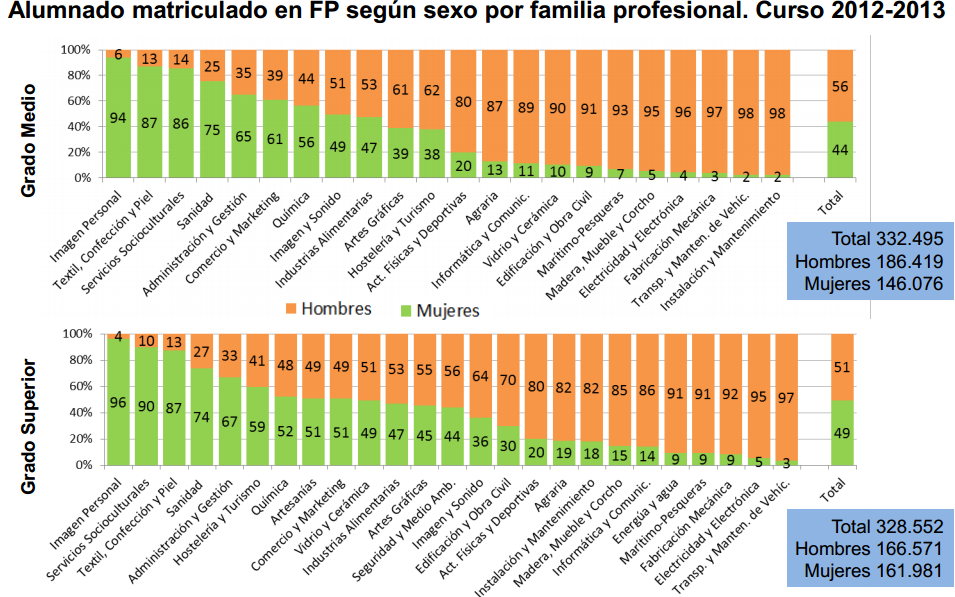 Alumnado matriculado en FP según sexo por familia profesional. Curso 2012-2013
Grado Medio
100%
80%
60%
40%
20%
0%
6 13 14 25 35 39 44 51 53 61 62 80 87 89 90 91 93 95 96 97 98 98 56
94 87 86 75 65 61 56 49 47 39 38 20 13 11 10 9 7 5 4 3 2 2 44
Imagen Personal
Textil, Confección y Piel
Servicios Socioculturales
Sanidad
Administración y Gestión
Comercio y Marketing
Química
Imagen y Sonido
Industrias Alimentarias
Artes Gráficas
Hostelería y Turismo
Act. Físicas y Deportivas
Agraria
Informática y Comunic.
Vidrio y Cerámica
Edificación y Obra Civil
Marítimo-Pesqueras
Madera, Mueble y Corcho
Electricidad y Electrónica
Fabricación Mecánica
Transp. y Manten. de Vehic.
Instalación y Mantenimiento
Total
Total 332.495
Hombres 186.419
Mujeres 146.076
Hombres Mujeres
Grado Superior
100%
80%
60%
40%
20%
0%
4 10 13 27 33 41 48 49 49 51 53 55 56 64 70 80 82 82 85 86 91 91 92 95 97 51
96 90 87 74 67 59 52 51 51 49 47 45 44 36 30 20 19 18 15 14 9 9 9 5 3 49
Imagen Personal
Servicios Socioculturales
Textil, Confección y Piel
Sanidad
Administración y Gestión
Hostelería y Turismo
Química
Artesanías
Comercio y Marketing
Vidrio y Cerámica
Industrias Alimentarias
Artes Gráficas
Seguridad y Medio Amb.
Imagen y Sonido
Edificación y Obra Civil
Act. Físicas y Deportivas
Agraria
Instalación y Mantenimiento
Madera, Mueble y Corcho
Informática y Comunic.
Energía y agua
Marítimo-Pesqueras
Fabricación Mecánica
Electricidad y Electrónica
Transp. y Manten. de Vehic.
Total
Total 328.552
Hombres 166.571
Mujeres 161.981